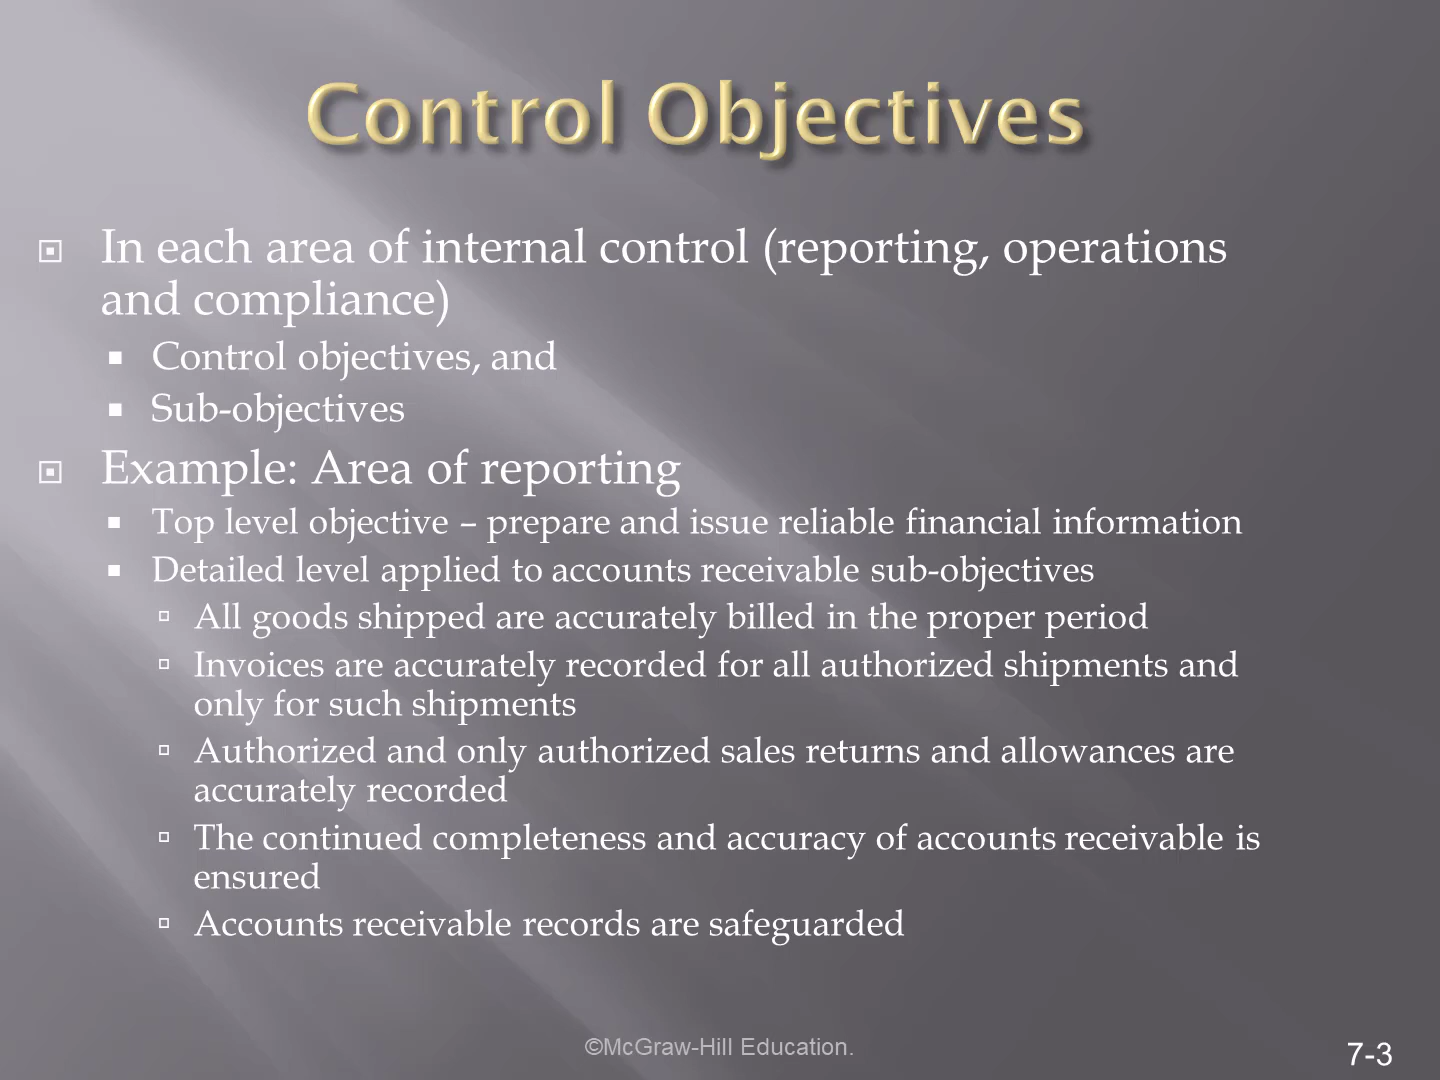 Control Objectives
In each area of internal control (reporting, operations
and compliance)
Control objectives, and
Sub-objectives
Example: Area of reporting
Top level objective – prepare and issue reliable financial information
Detailed level applied to accounts receivable sub-objectives
All goods shipped are accurately billed in the proper period
Invoices are accurately recorded for all authorized shipments and
only for such shipments
Authorized and only authorized sales returns and allowances are
accurately recorded
The continued completeness and accuracy of accounts receivable is
ensured
Accounts receivable records are safeguarded
©McGraw-Hill Education.
7-3